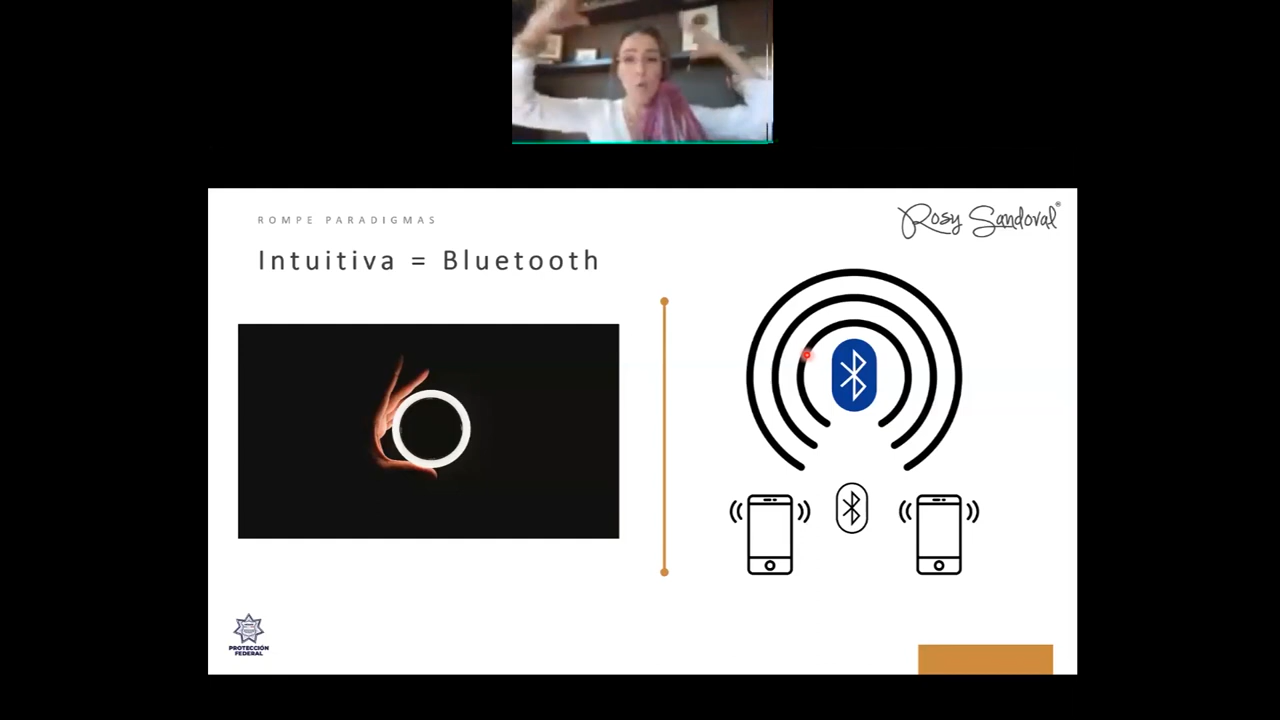 ROMPE PARADIGMAS
Rosy Sandoval®
Intuitiva = Bluetooth
PROTECCIÓN
FEDERAL